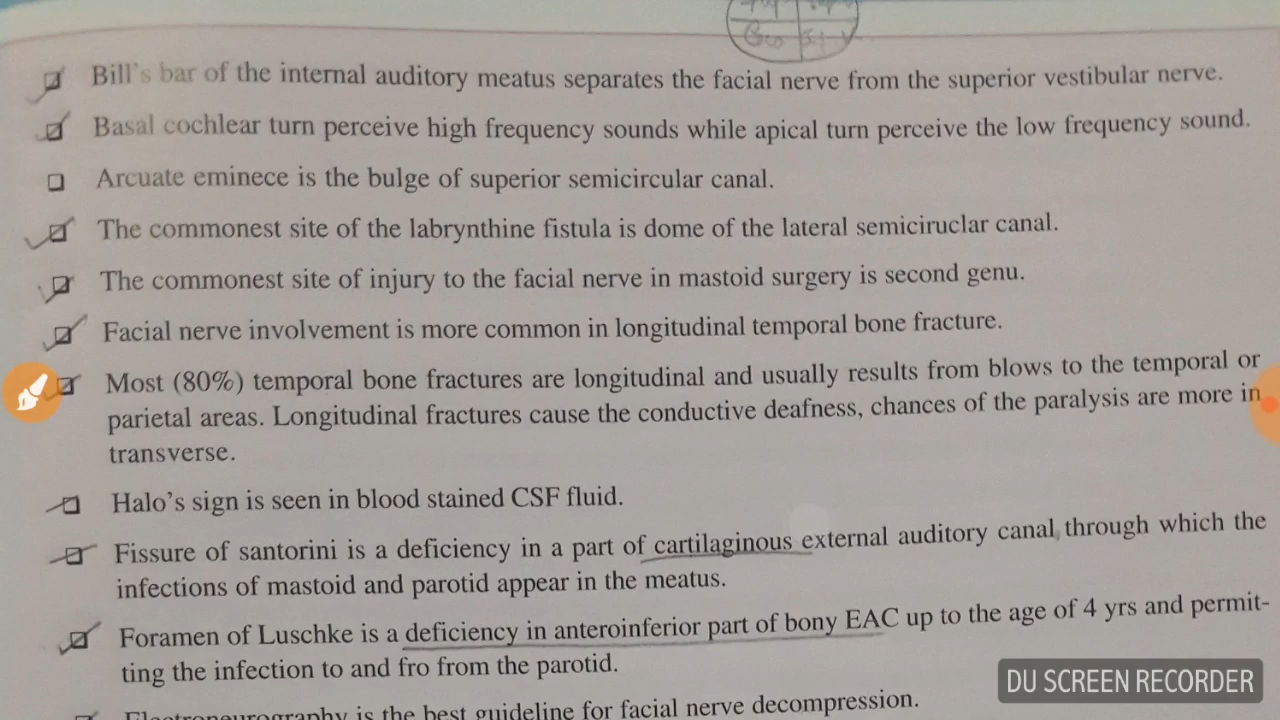 Bill's bar of the internal auditory meatus separates the facial nerve from the superior vestibular nerve.
Basal cochlear turn perceive high frequency sounds while apical turn perceive the low frequency sound.
Arcuate eminece is the bulge of superior semicircular canal.
The commonest site of the labrynthine fistula is dome of the lateral semiciruclar canal.
The commonest site of injury to the facial nerve in mastoid surgery is second genu.
Facial nerve involvement is more common in longitudinal temporal bone fracture.
Most (80%) temporal bone fractures are longitudinal and usually results from blows to the temporal or
parietal areas. Longitudinal fractures cause the conductive deafness, chances of the paralysis are more in
transverse.
Halo's sign is seen in blood stained CSF fluid.
Fissure of santorini is a deficiency in a part of cartilaginous external auditory canal through which the
infections of mastoid and parotid appear in the meatus.
Foramen of Luschke is a deficiency in anteroinferior part of bony EAC up to the age of 4 yrs and permit-
ting the infection to and fro from the parotid.
Electroneurography is the best guideline for facial nerve decompression.
DU SCREEN RECORDER